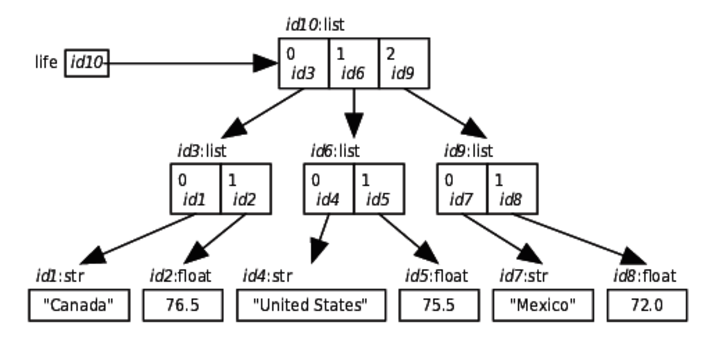 id10:list
life id10
0 1 2
id3 id6 id9
id3:list id6:list id9:list
0 1 0 1 0 1
id1 id2 id4 id5 id7 id8
id1:str id2:float id4:str id5:float id7:str id8:float
"Canada" 76.5 "United States" 75.5 "Mexico" 72.0